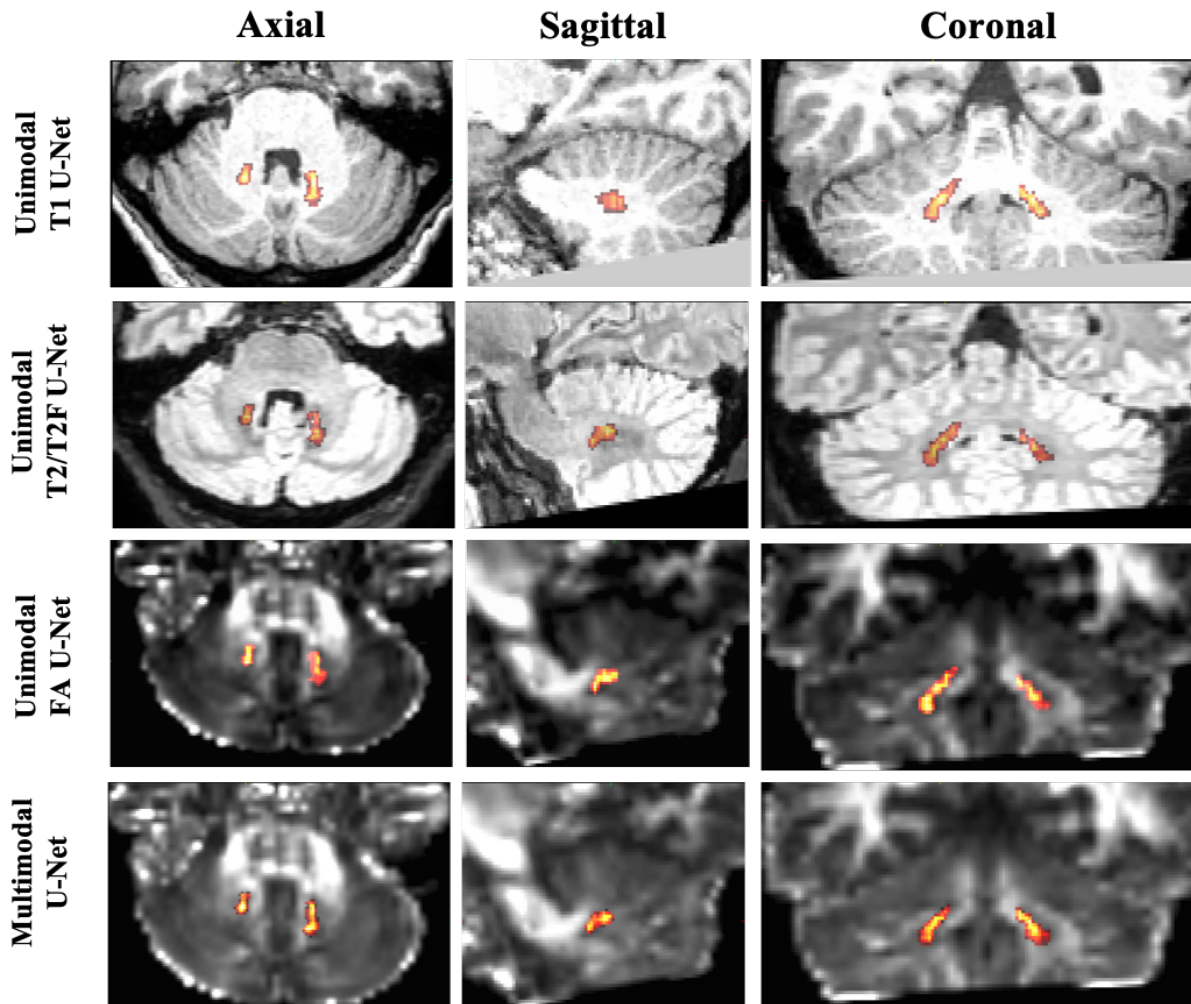 Axial
Sagittal
Coronal
Unimodal
T1 U-Net
Unimodal
T2/T2F U-Net
Unimodal
FA U-Net
Multimodal
U-Net